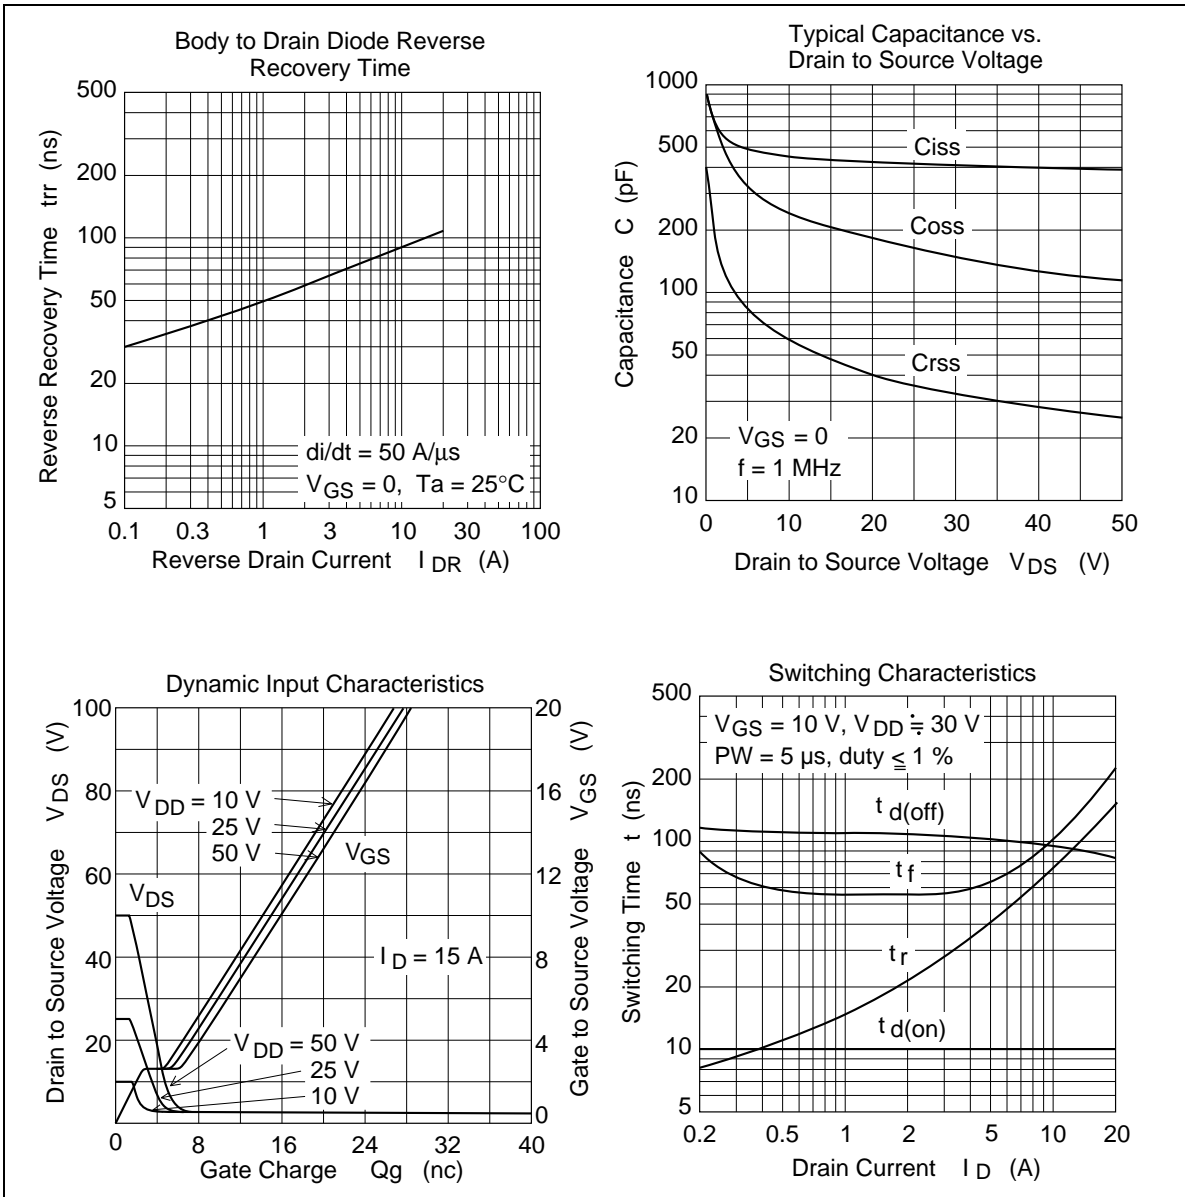 Body to Drain Diode Reverse
Recovery Time
500
200
100
50
20
10
5
Reverse Recovery Time trr (ns)
di/dt = 50 A/μs
VGS = 0, Ta = 25°C
0.1 0.3 1 3 10 30 100
Reverse Drain Current I DR (A)
Typical Capacitance vs.
Drain to Source Voltage
1000
500
200
100
50
20
10
Capacitance C (pF)
Ciss
Coss
Crss
VGS = 0
f = 1 MHz
0 10 20 30 40 50
Drain to Source Voltage VDS (V)
Dynamic Input Characteristics
100
80
60
40
20
Drain to Source Voltage VDS (V)
20
16
12
8
4
0
Gate to Source Voltage VGS (V)
VDD = 10 V
25 V
50 V
VGS
VDS
I D = 15 A
VDD = 50 V
25 V
10 V
0 8 16 24 32 40
Gate Charge Qg (nc)
Switching Characteristics
500
200
100
50
20
10
5
Switching Time t (ns)
VGS = 10 V, VDD ≒ 30 V
PW = 5 μs, duty ≦ 1 %
t d(off)
t f
t r
t d(on)
0.2 0.5 1 2 5 10 20
Drain Current I D (A)